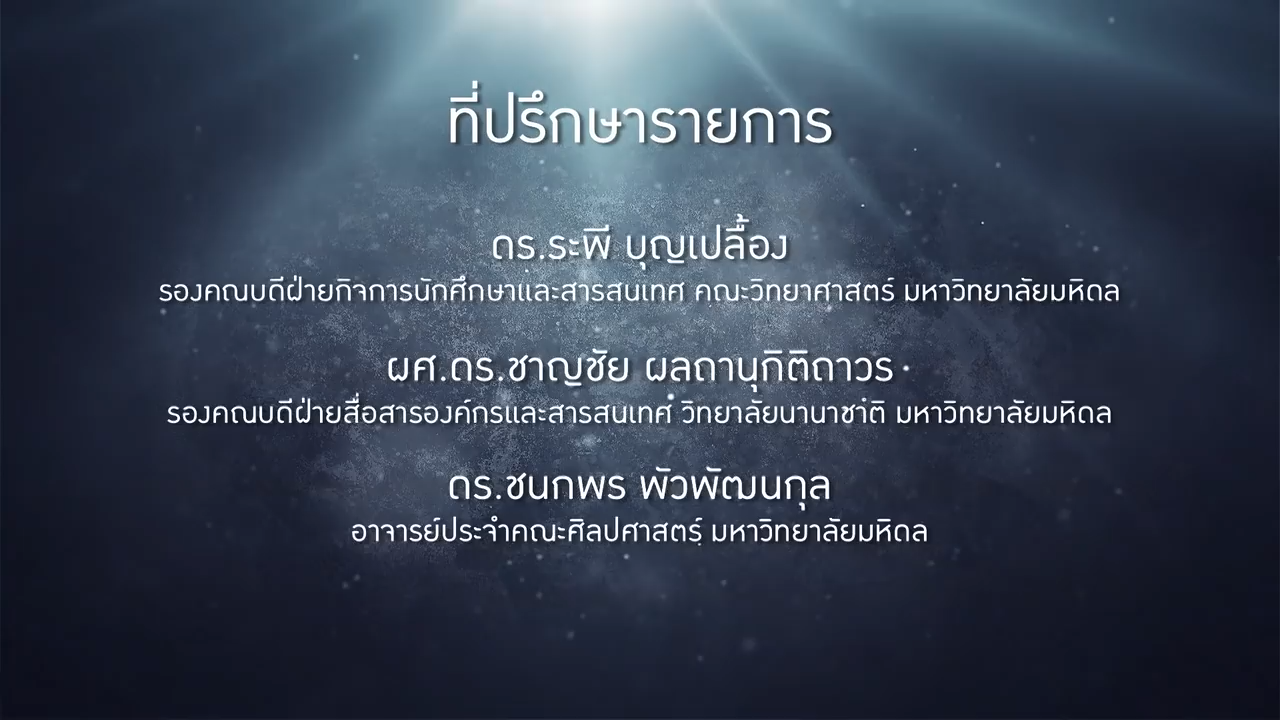 ที่ปรึกษารายการ
ดร.ระพี บุญเปลื้อง
รองคณบดีฝ่ายกิจการนักศึกษาและสารสนเทศ คณะวิทยาศาสตร์ มหาวิทยาลัยมหิดล
ผศ.ดร.ชาญชัย ผลถานุกิติถาวร
รองคณบดีฝ่ายสื่อสารองค์กรและสารสนเทศ วิทยาลัยนานาชาติ มหาวิทยาลัยมหิดล
ดร.ชนกพร พัวพัฒนกุล
อาจารย์ประจำคณะศิลปศาสตร์ มหาวิทยาลัยมหิดล